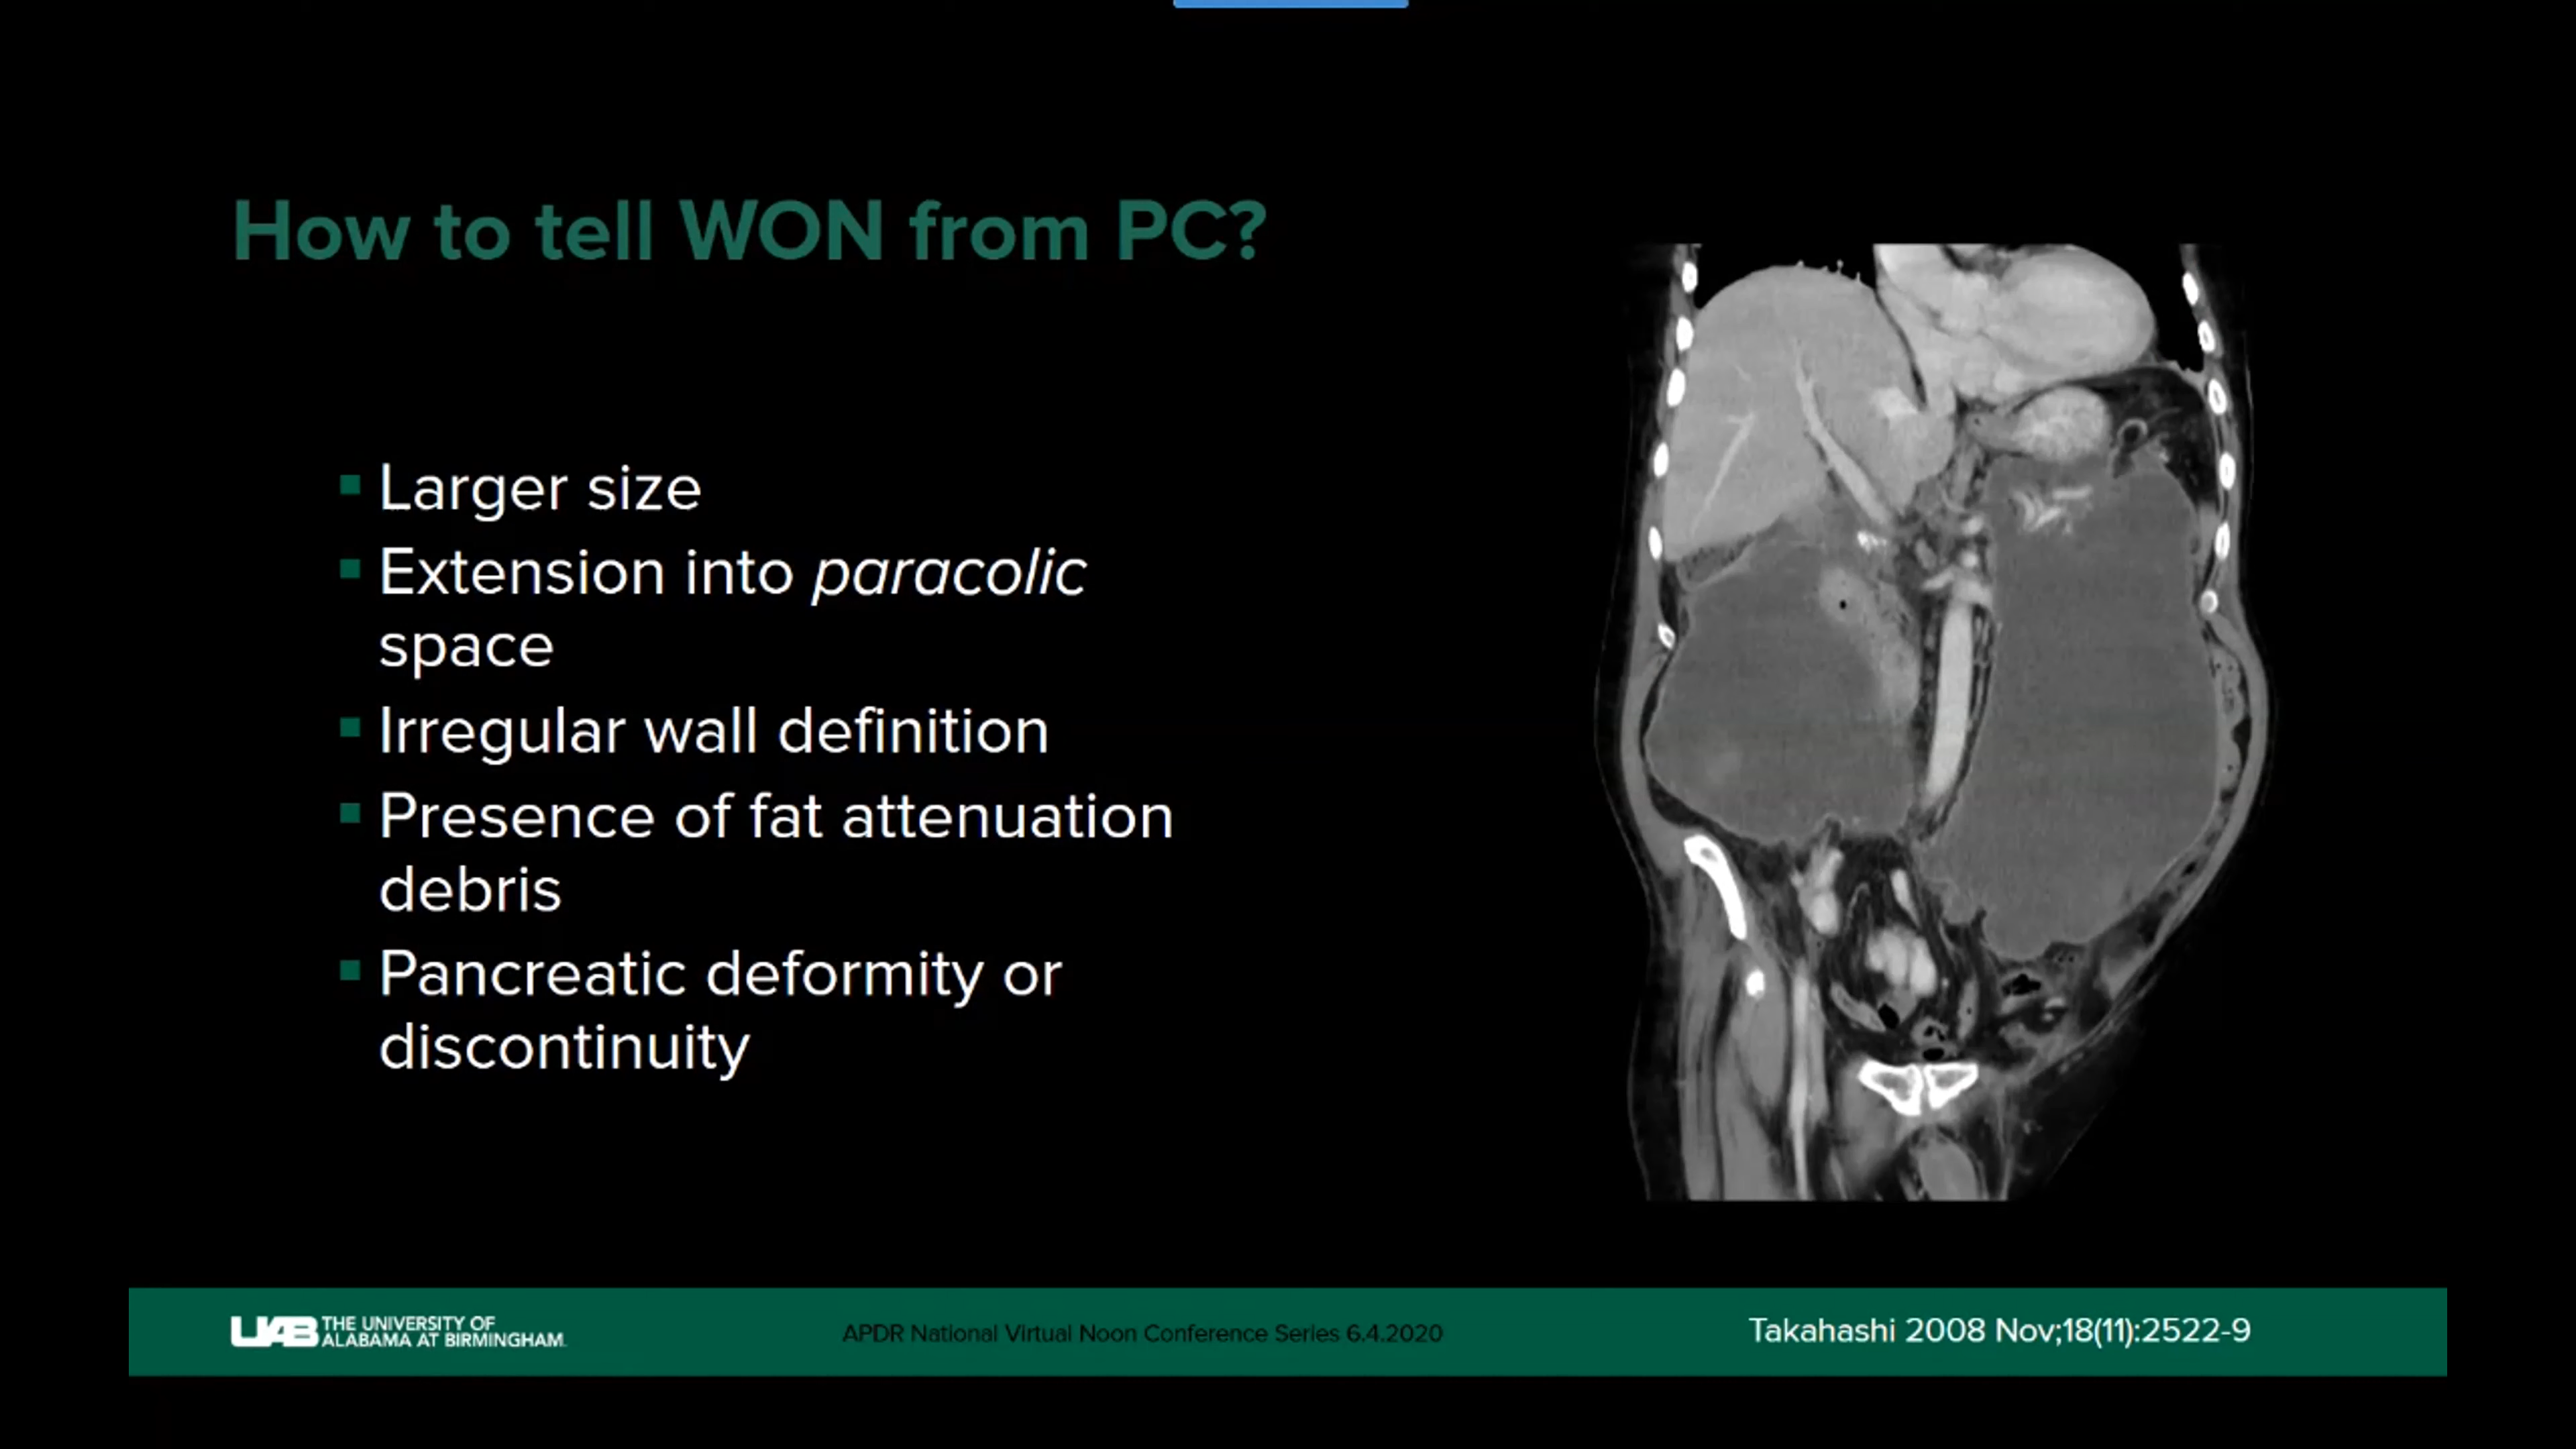 How to tell WON from PC?
Larger size
Extension into paracolic
space
Irregular wall definition
Presence of fat attenuation
debris
Pancreatic deformity or
discontinuity
UAB THE UNIVERSITY OF
ALABAMA AT BIRMINGHAM.
APDR National Virtual Noon Conference Series 6.4.2020
Takahashi 2008 Nov;18(11):2522-9